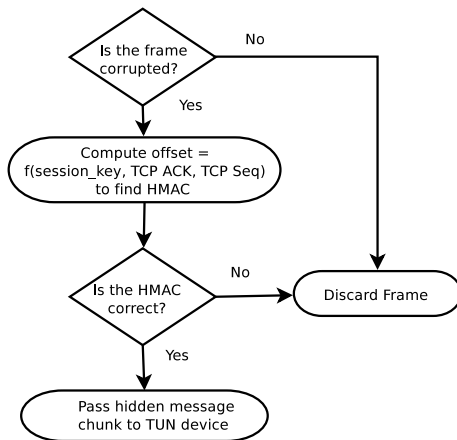 Is the frame
corrupted?
No
Yes
Compute offset =
f(session_key, TCP ACK, TCP Seq)
to find HMAC
Is the HMAC
correct?
No
Discard Frame
Yes
Pass hidden message
chunk to TUN device